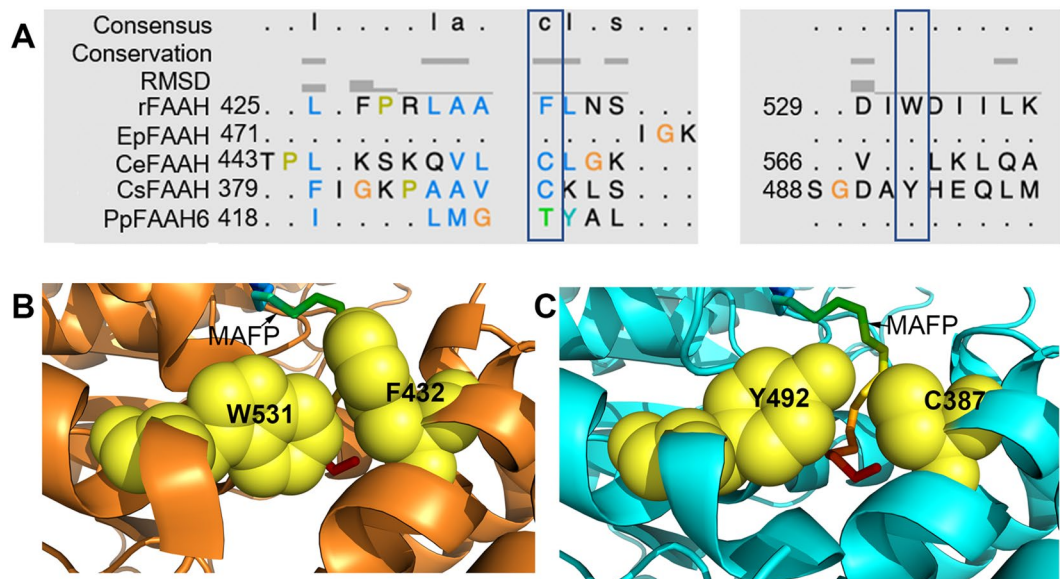 A
Consensus . . l . . . . l a . c l . s . . . . . . . . . . . .
Conservation
RMSD
rFAAH 425 . . L . F P R L A A F L N S . . . 529 . . D I W D I I L K
EpFAAH 471 . . . . . . . . . . . . . . I G K . . . . . . . . .
CeFAAH 443 T P L . K S K Q V L C L G K . . . 566 . . V . . L K L Q A
CsFAAH 379 . . F I G K P A A V C K L S . . . 488 S G D A Y H E Q L M
PpFAAH6 418 . . I . . . . L M G T Y A L . . . . . . . . . . . .
B
MAFP
W531
F432
C
MAFP
Y492
C387